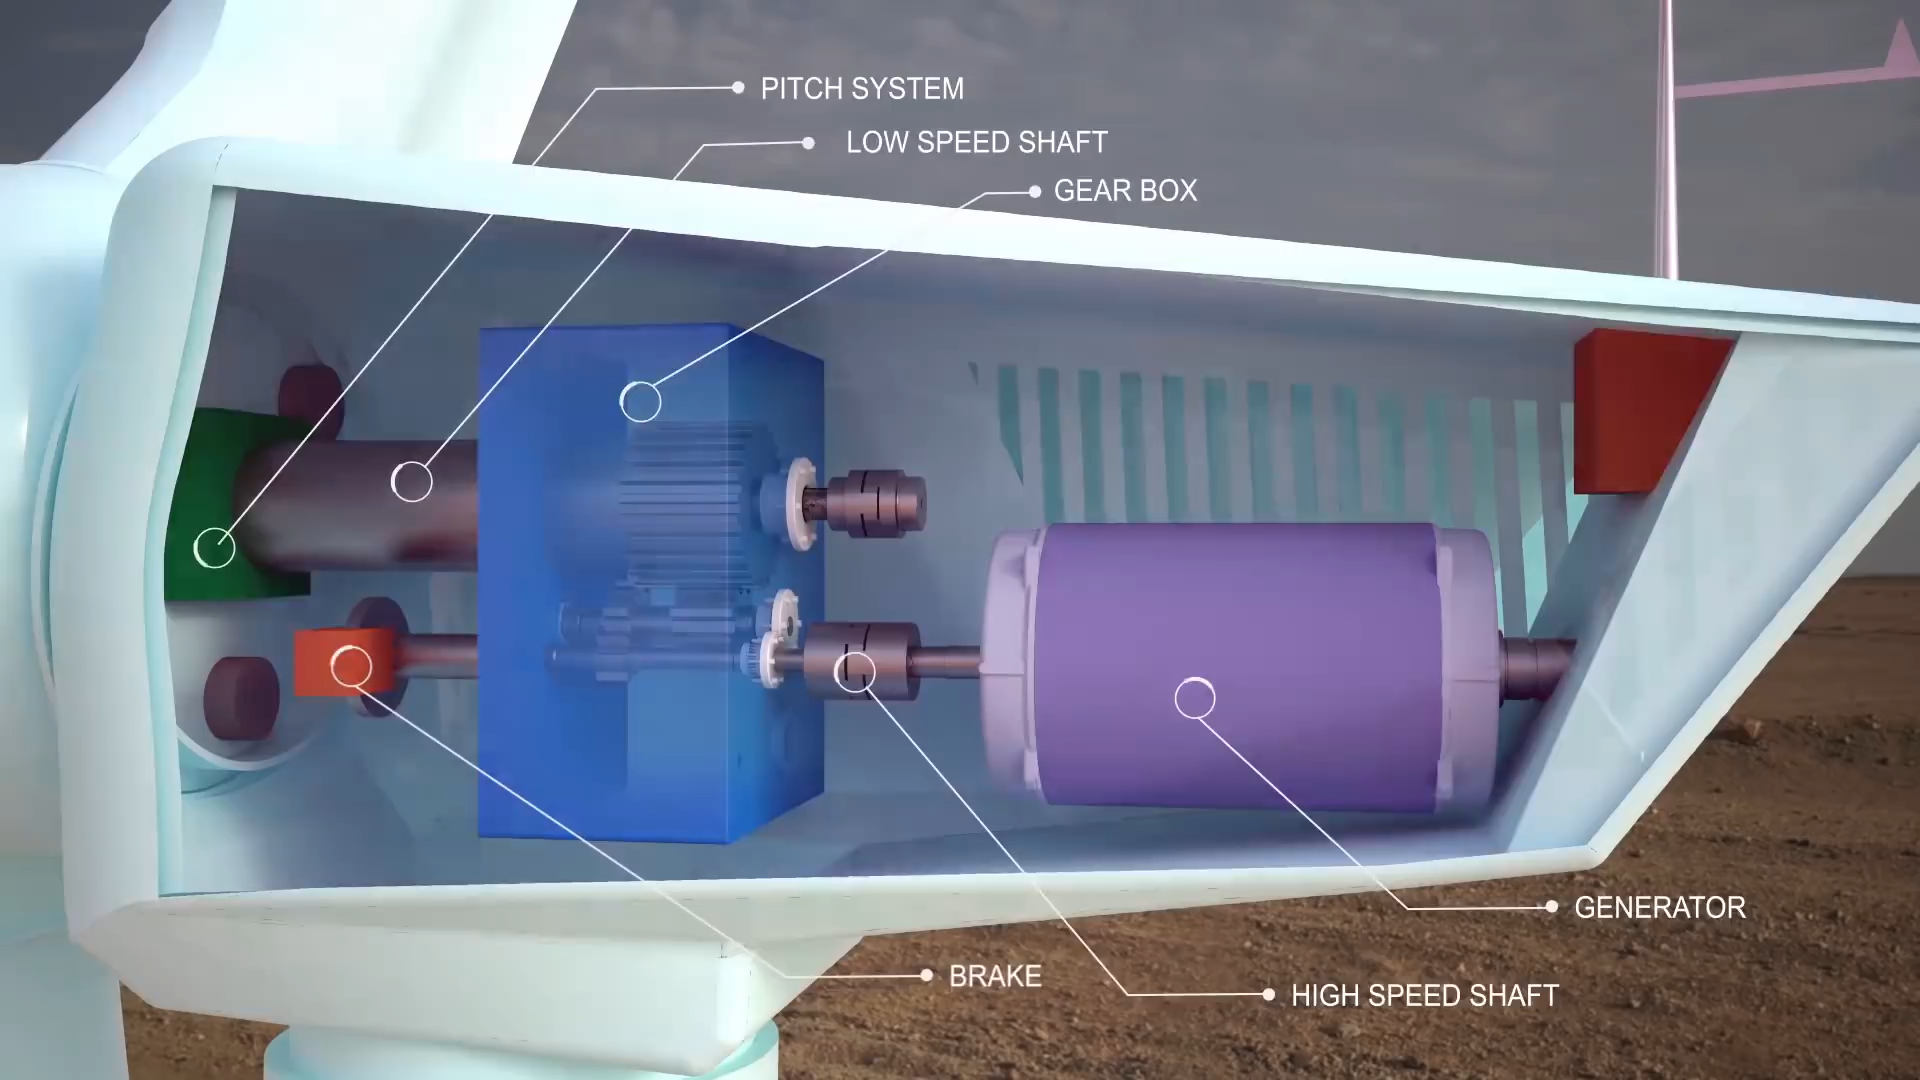 PITCH SYSTEM
LOW SPEED SHAFT
GEAR BOX
GENERATOR
BRAKE
HIGH SPEED SHAFT